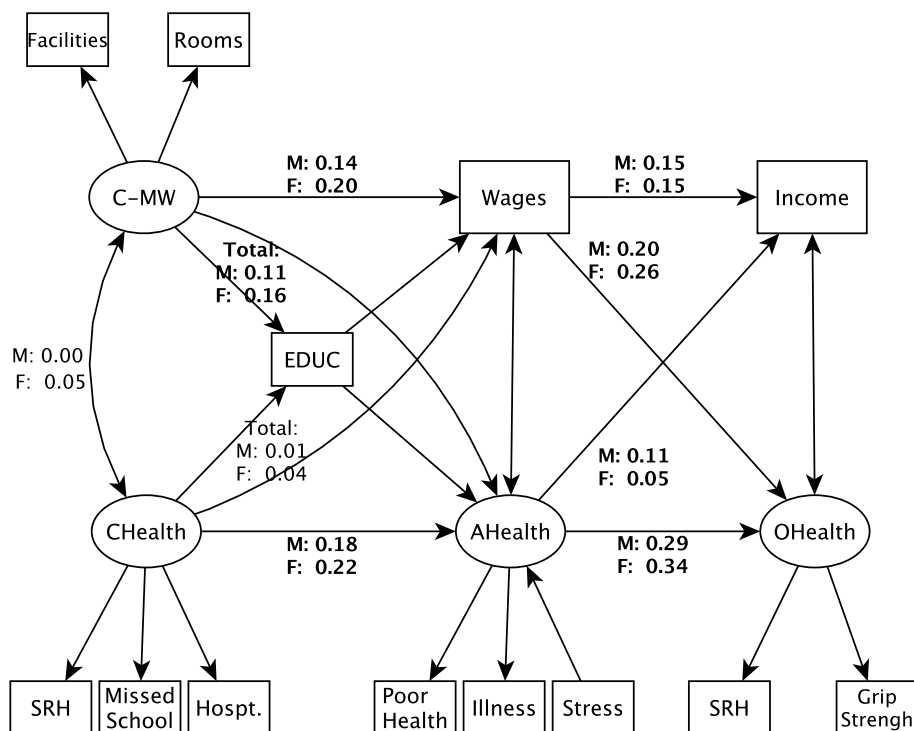 Facilities
Rooms
M: 0.14
F: 0.20
M: 0.15
F: 0.15
C-MW
Wages
Income
Total:
M: 0.11
F: 0.16
M: 0.20
F: 0.26
M: 0.00
F: 0.05
EDUC
Total:
M: 0.01
F: 0.04
M: 0.11
F: 0.05
CHealth
AHealth
OHealth
M: 0.18
F: 0.22
M: 0.29
F: 0.34
SRH
Missed
School
Hospt.
Poor
Health
Illness
Stress
SRH
Grip
Strengh